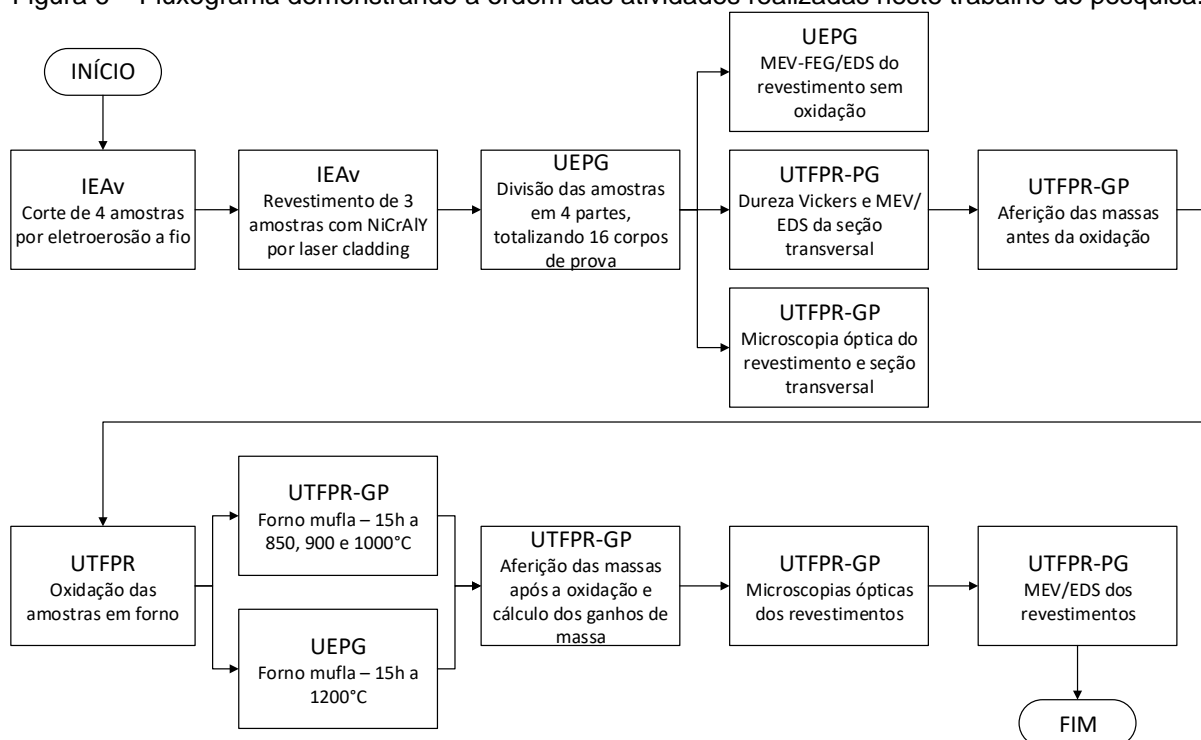 Figura 6 – Fluxograma demonstrando a ordem das atividades realizadas neste trabalho de pesquisa.
INÍCIO
IEAv
Corte de 4 amostras
por eletroerosão a fio
IEAv
Revestimento de 3
amostras com NiCrAlY
por laser cladding
UEPG
Divisão das amostras
em 4 partes,
totalizando 16 corpos
de prova
UEPG
MEV-FEG/EDS do
revestimento sem
oxidação
UTFPR-PG
Dureza Vickers e MEV/
EDS da seção
transversal
UTFPR-GP
Microscopia óptica do
revestimento e seção
transversal
UTFPR-GP
Aferição das massas
antes da oxidação
UTFPR
Oxidação das
amostras em forno
UTFPR-GP
Forno mufla – 15h a
850, 900 e 1000°C
UEPG
Forno mufla – 15h a
1200°C
UTFPR-GP
Aferição das massas
após a oxidação e
cálculo dos ganhos de
massa
UTFPR-GP
Microscopias ópticas
dos revestimentos
UTFPR-PG
MEV/EDS dos
revestimentos
FIM